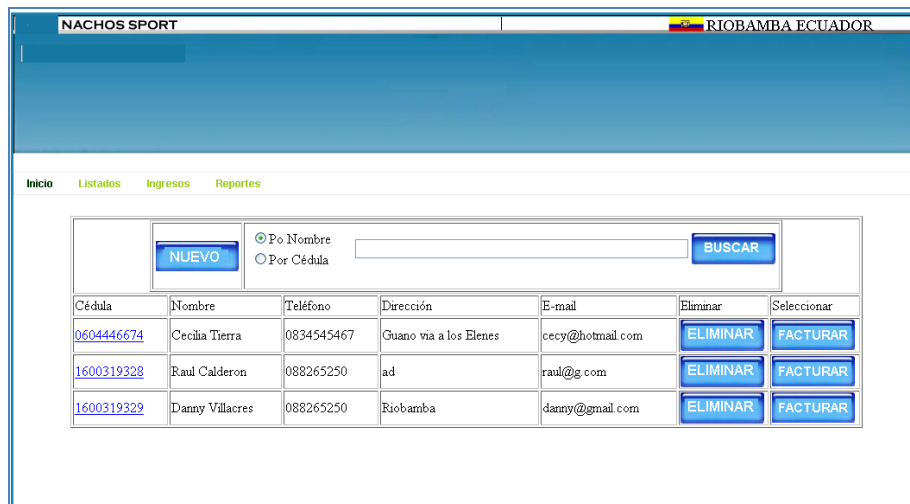 NACHOS SPORT RIOBAMBA ECUADOR
Inicio Listados Ingresos Reportes
NUEVO Po Nombre BUSCAR
Por Cédula
Cédula Nombre Teléfono Dirección E-mail Eliminar Seleccionar
0604446674 Cecilia Tierra 0834545467 Guano via a los Elenes cecy@hotmail.com ELIMINAR FACTURAR
1600319328 Raul Calderon 088265250 ad raul@g.com ELIMINAR FACTURAR
1600319329 Danny Villacres 088265250 Riobamba danny@gmail.com ELIMINAR FACTURAR